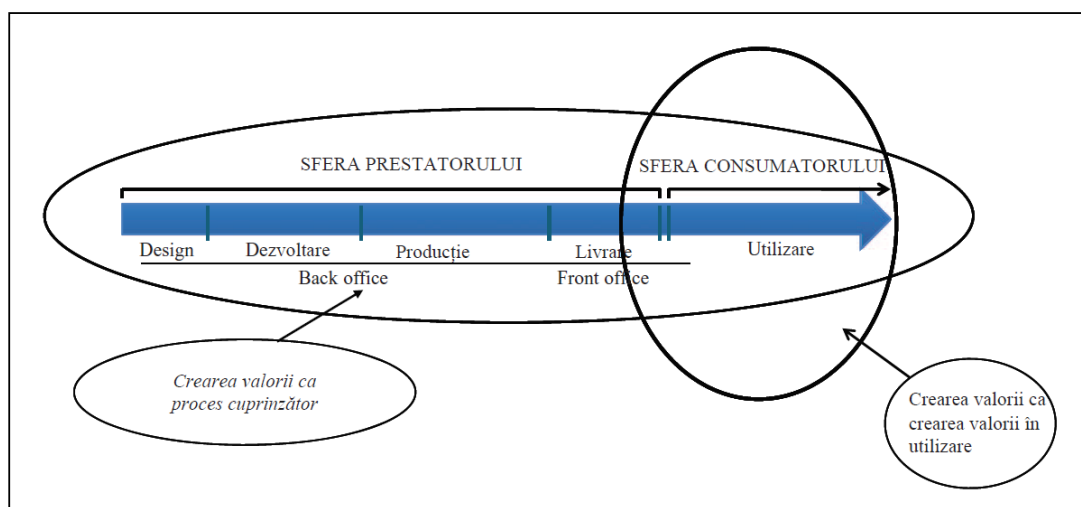 SFERA PRESTATORULUI
SFERA CONSUMATORULUI
Design
Dezvoltare
Producție
Livrare
Utilizare
Back office
Front office
Crearea valorii ca
proces cuprinzător
Crearea valorii ca
crearea valorii în
utilizare